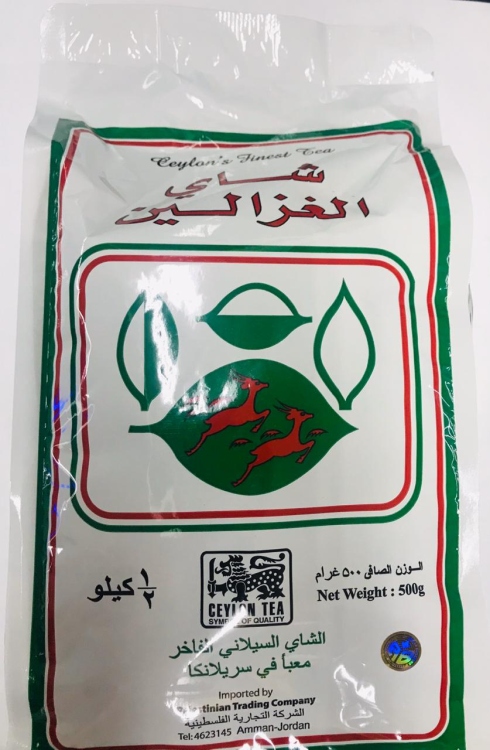 Ceylon's Finest Tea
شاي
الغزالين
١/٢ كيلو
الوزن الصافي ٥٠٠ غرام
Net Weight : 500g
CEYLON TEA
SYMBOL OF QUALITY
الشاي السيلاني الفاخر
معبأ في سريلانكا
Imported by
Palestinian Trading Company
الشركة التجارية الفلسطينية
Tel: 4623145 Amman-Jordan